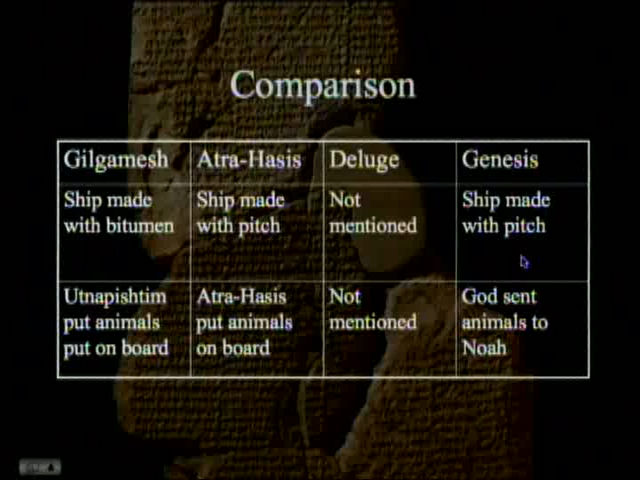 Comparison
Gilgamesh
Atra-Hasis
Deluge
Genesis
Ship made
with bitumen
Ship made
with pitch
Not
mentioned
Ship made
with pitch
Utnapishtim
put animals
put on board
Atra-Hasis
put animals
on board
Not
mentioned
God sent
animals to
Noah